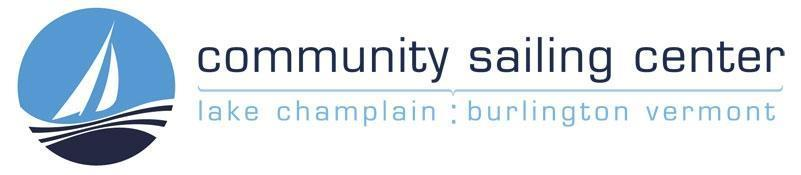 community sailing center
lake champlain : burlington vermont